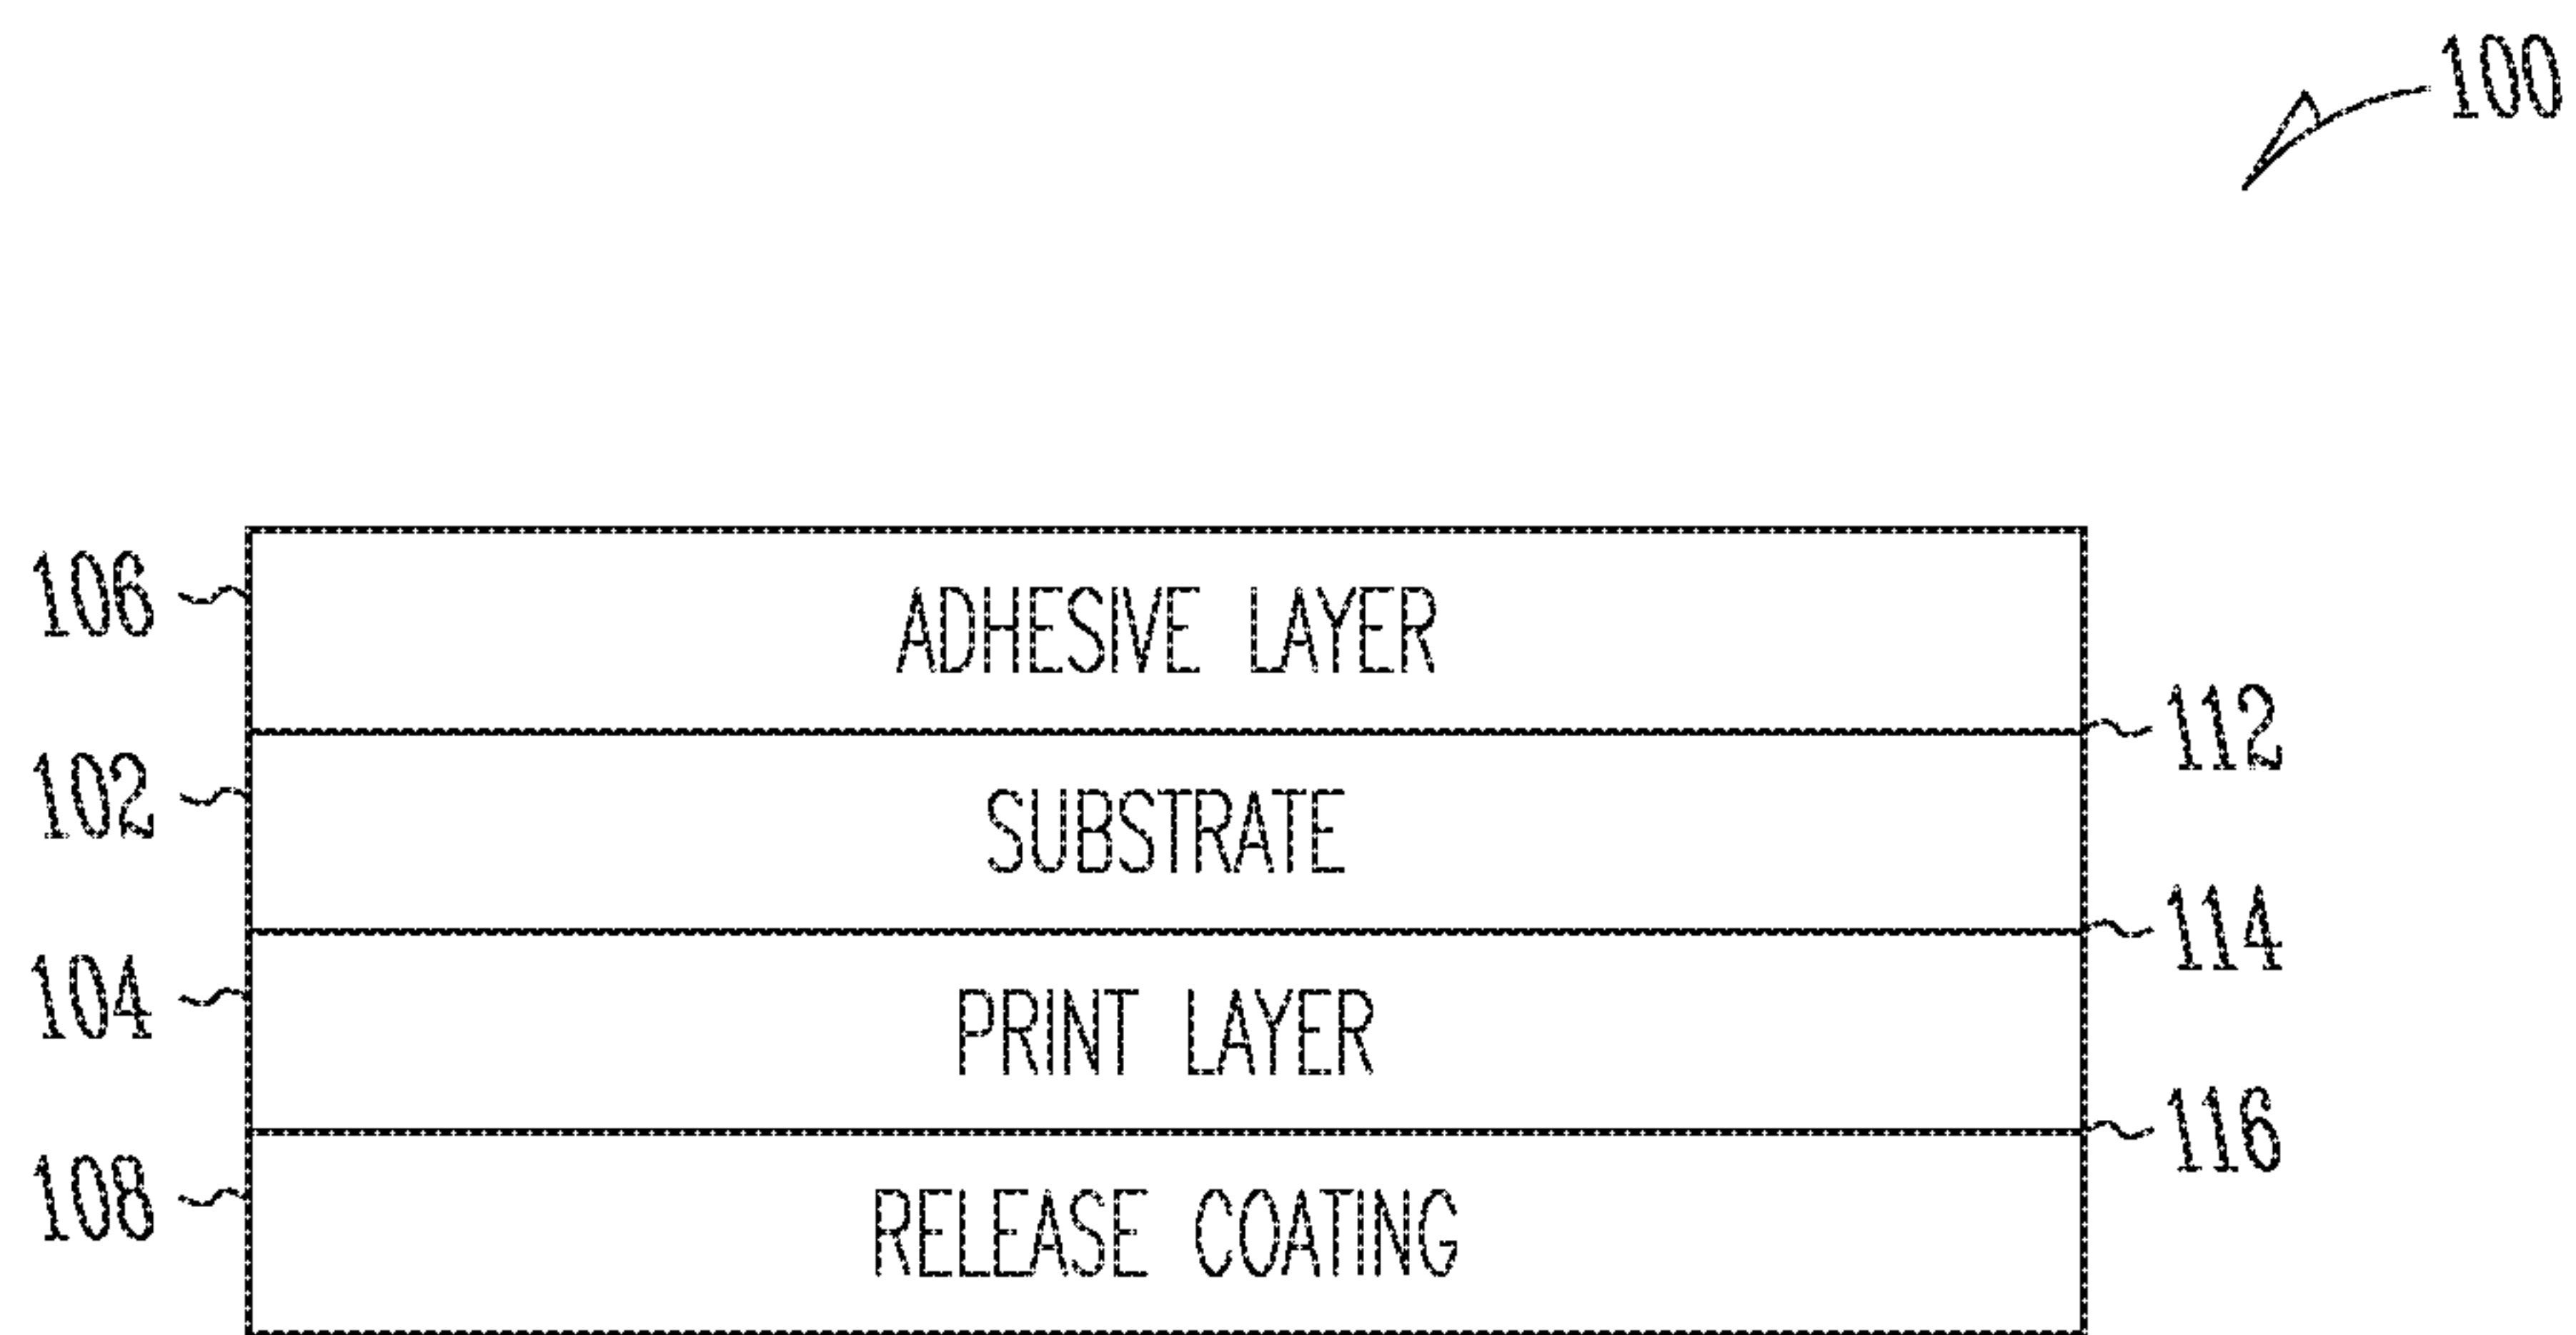 100
106
ADHESIVE LAYER
112
102
SUBSTRATE
114
104
PRINT LAYER
116
108
RELEASE COATING